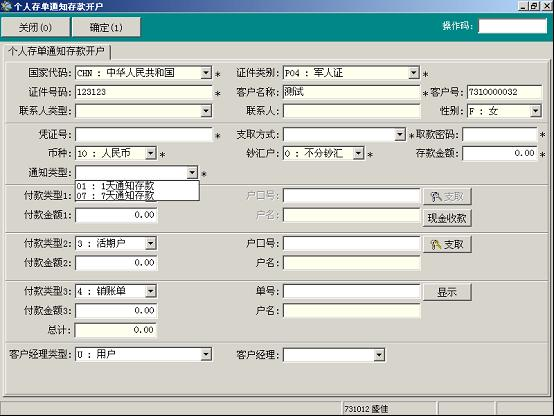 个人存单通知存款开户
关闭(0) 确定(1) 操作码:
个人存单通知存款开户
国家代码: CHN : 中华人民共和国 * 证件类别: P04 : 军人证 *
证件号码: 123123 * 客户名称: 测试 * 客户号: 7310000032
联系人类型: 联系人: 性别: F : 女
凭证号: * 支取方式: * 取款密码: *
币种: 10 : 人民币 * 钞汇户: 0 : 不分钞汇 * 存款金额: 0.00 *
通知类型: *
01 : 1天通知存款
07 : 7天通知存款
付款类型1: 户口号: 支取
付款金额1: 0.00 户名: 现金收款
付款类型2: 3 : 活期户 户口号: 支取
付款金额2: 0.00 户名:
付款类型3: 4 : 销账单 单号: 显示
付款金额3: 0.00 户名:
总计: 0.00
客户经理类型: U : 用户 客户经理:
731012 盛佳